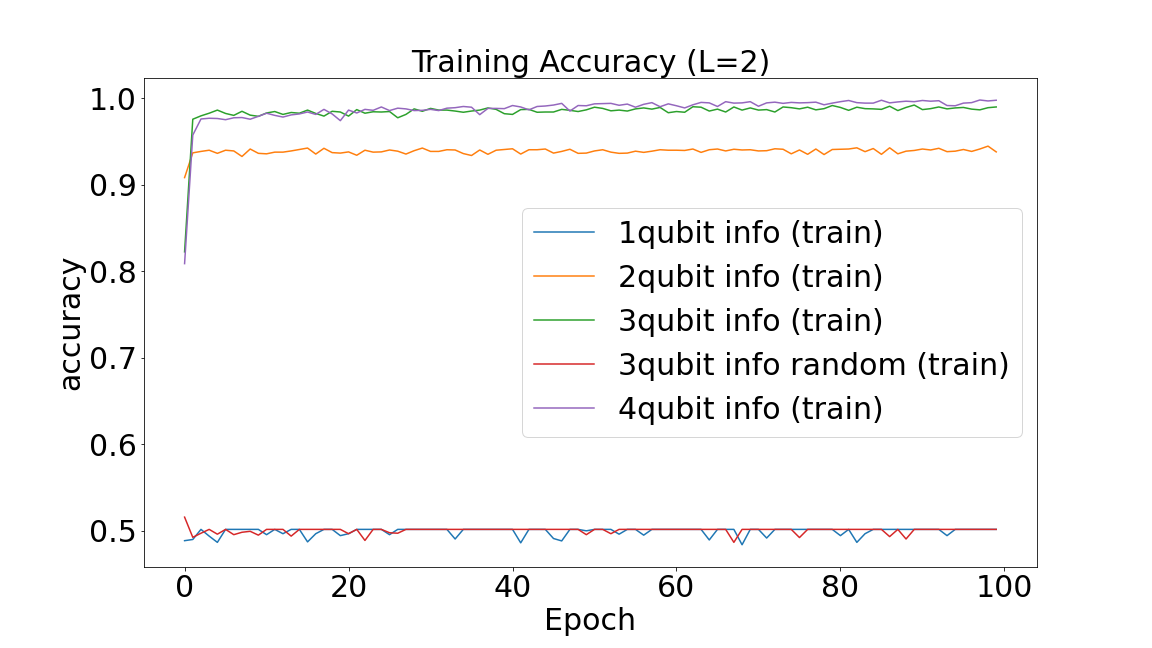 Training Accuracy (L=2)
accuracy
1.0
0.9
0.8
0.7
0.6
0.5
1qubit info (train)
2qubit info (train)
3qubit info (train)
3qubit info random (train)
4qubit info (train)
0 20 40 60 80 100
Epoch